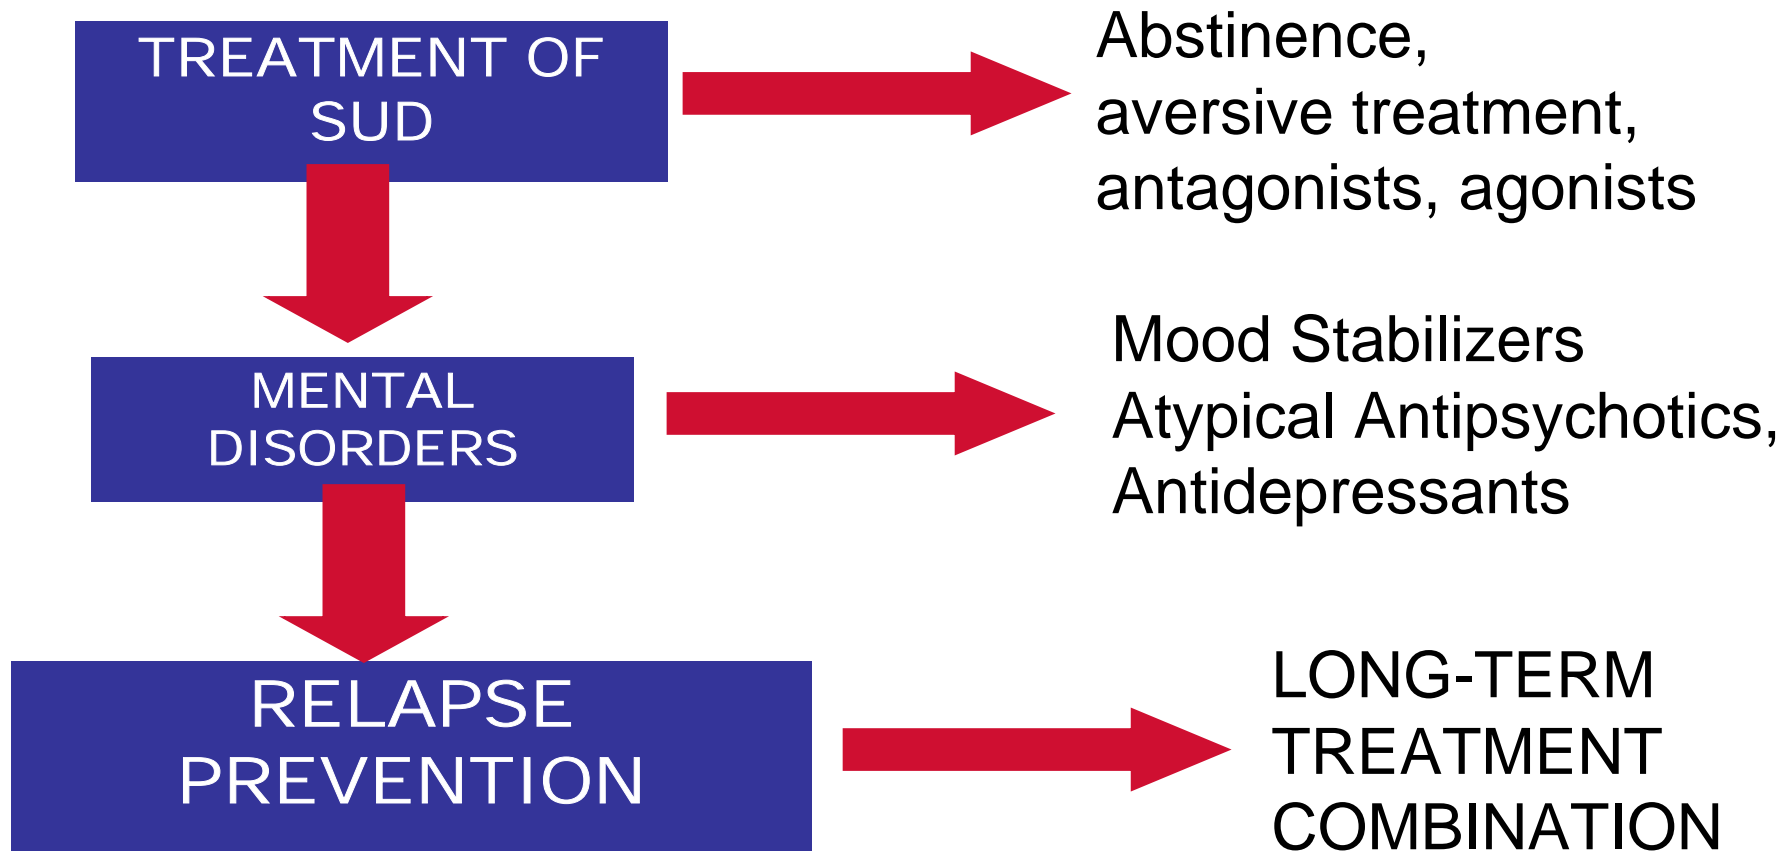 TREATMENT OF
SUD
Abstinence,
aversive treatment,
antagonists, agonists
MENTAL
DISORDERS
Mood Stabilizers
Atypical Antipsychotics,
Antidepressants
RELAPSE
PREVENTION
LONG-TERM
TREATMENT
COMBINATION